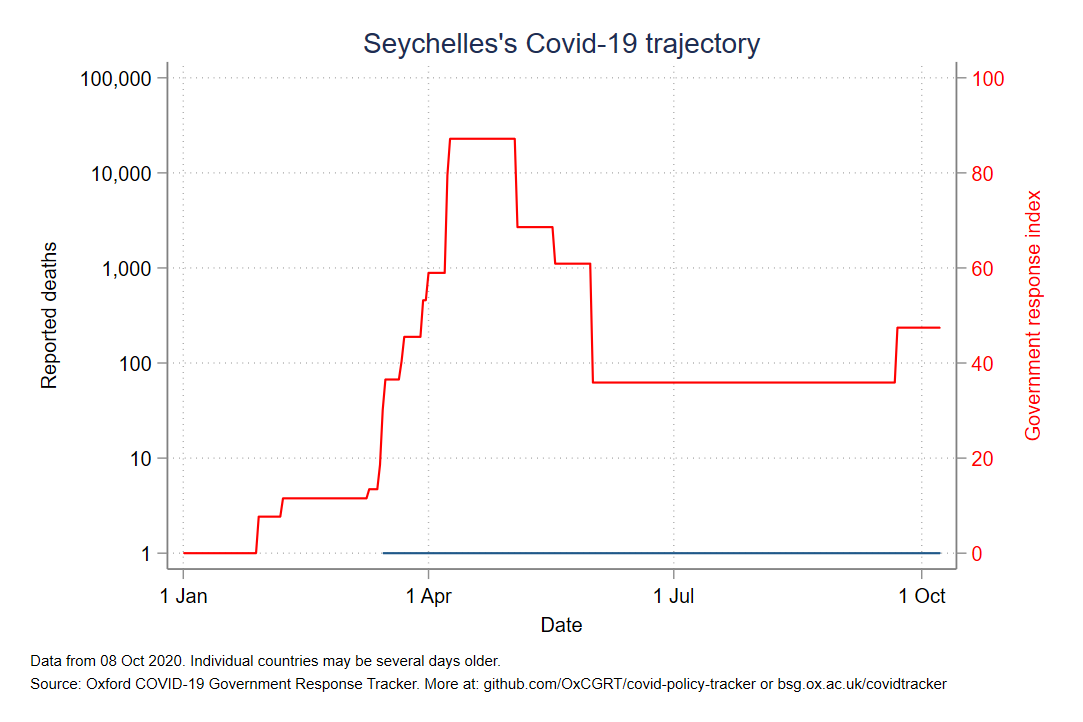 Seychelles's Covid-19 trajectory
100,000
10,000
1,000
100
10
1
Reported deaths
100
80
60
40
20
0
Government response index
1 Jan
1 Apr
1 Jul
1 Oct
Date
Data from 08 Oct 2020. Individual countries may be several days older.
Source: Oxford COVID-19 Government Response Tracker. More at: github.com/OxCGRT/covid-policy-tracker or bsg.ox.ac.uk/covidtracker